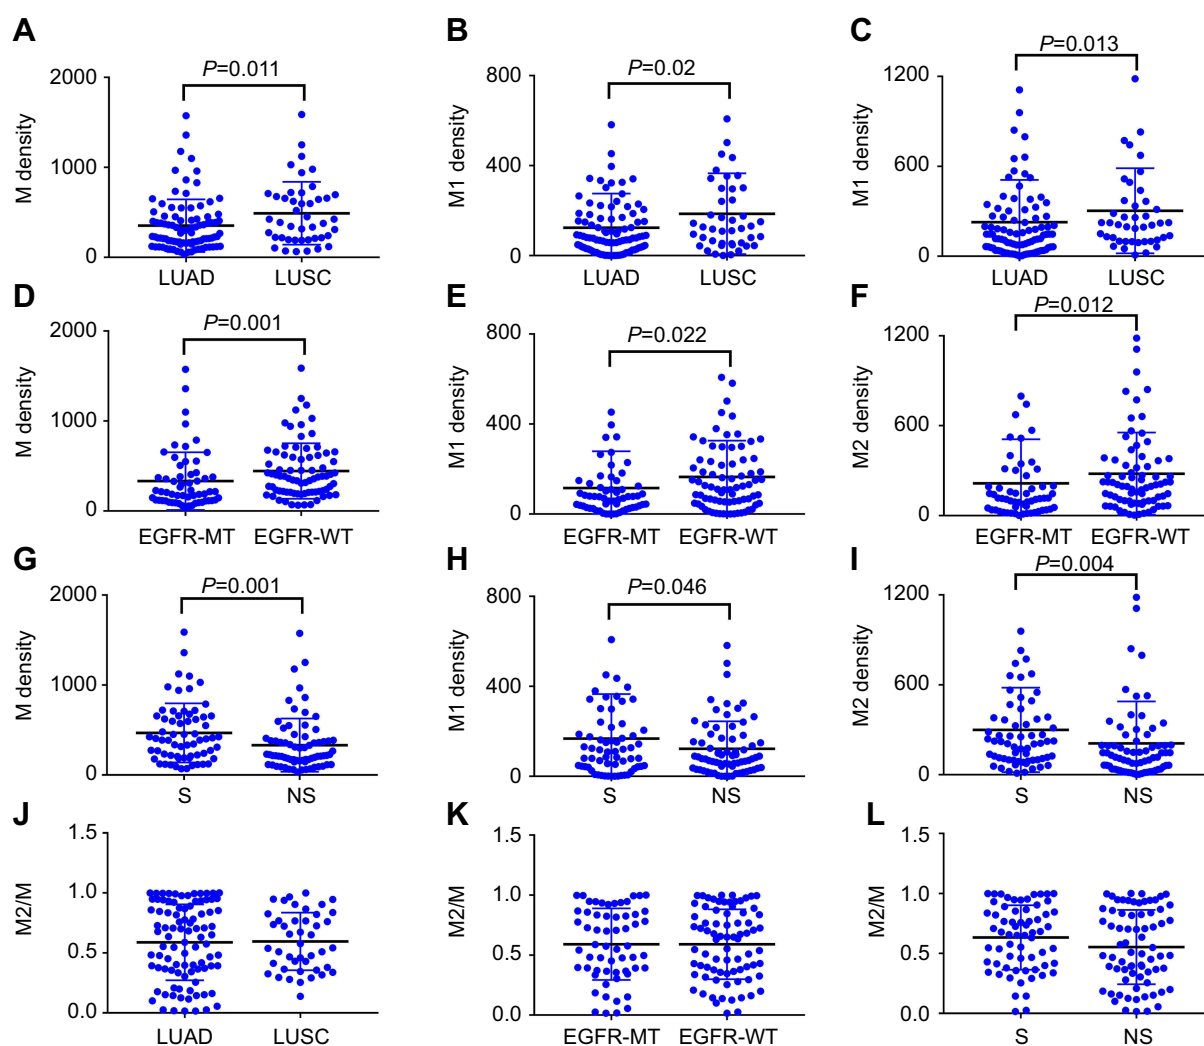 A
P=0.011
M density
2000
1000
0
LUAD
LUSC
B
P=0.02
M1 density
800
400
0
LUAD
LUSC
C
P=0.013
M1 density
1200
600
0
LUAD
LUSC
D
P=0.001
M density
2000
1000
0
EGFR-MT
EGFR-WT
E
P=0.022
M1 density
800
400
0
EGFR-MT
EGFR-WT
F
P=0.012
M2 density
1200
600
0
EGFR-MT
EGFR-WT
G
P=0.001
M density
2000
1000
0
S
NS
H
P=0.046
M1 density
800
400
0
S
NS
I
P=0.004
M2 density
1200
600
0
S
NS
J
M2/M
1.5
1.0
0.5
0.0
LUAD
LUSC
K
M2/M
1.5
1.0
0.5
0.0
EGFR-MT
EGFR-WT
L
M2/M
1.5
1.0
0.5
0.0
S
NS